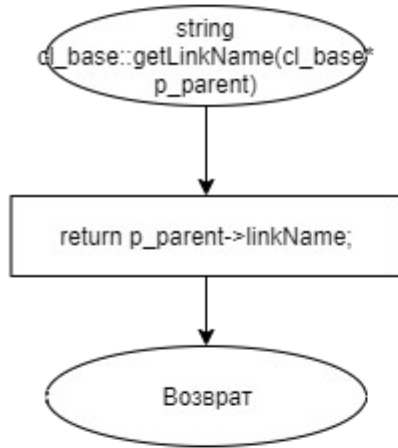 string
cl_base::getLinkName(cl_base*
p_parent)
return p_parent->linkName;
Возврат